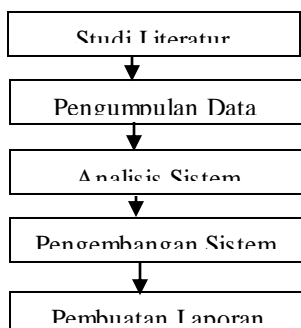 Studi Literatur
Pengumpulan Data
Analisis Sistem
Pengembangan Sistem
Pembuatan Laporan